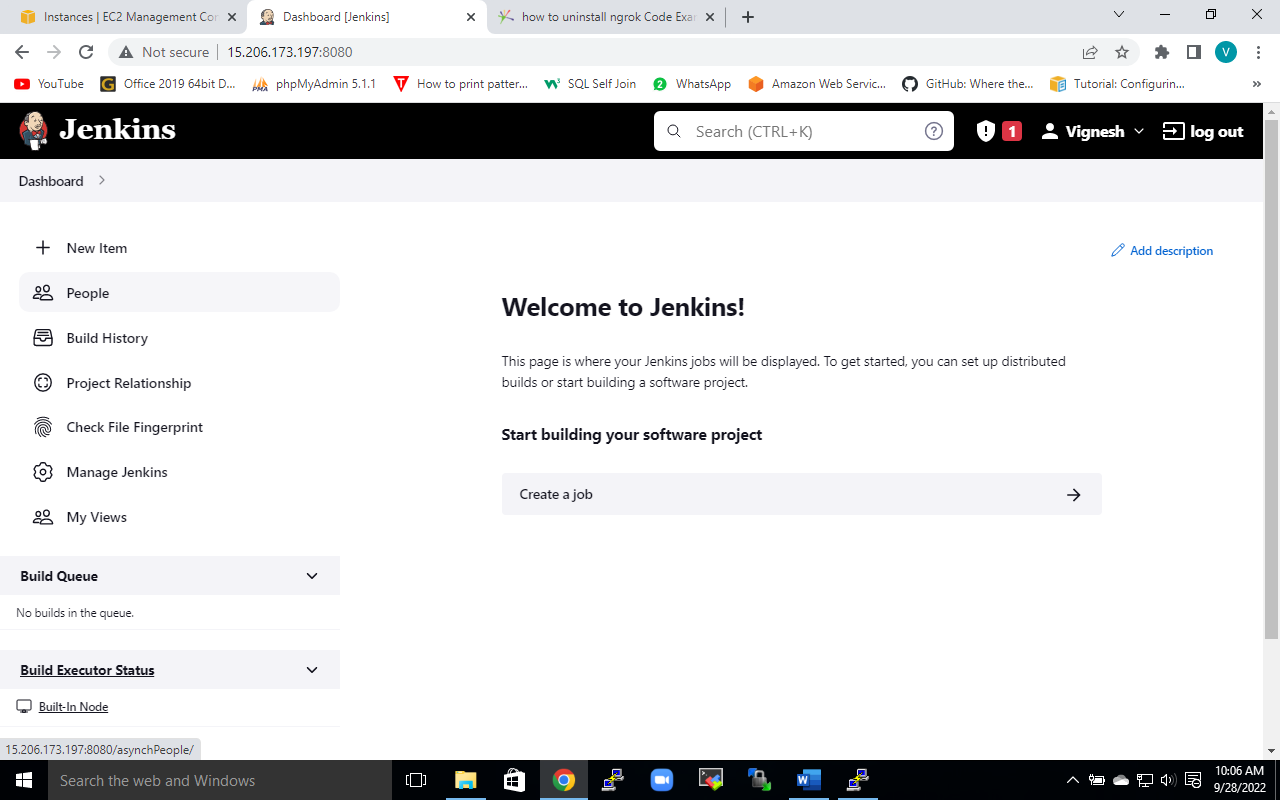 Instances | EC2 Management Con
Dashboard [Jenkins]
how to uninstall ngrok Code Exa
Not secure
15.206.173.197:8080
V
YouTube
Office 2019 64bit D...
phpMyAdmin 5.1.1
How to print patter...
SQL Self Join
WhatsApp
Amazon Web Servic...
GitHub: Where the...
Tutorial: Configurin...
»
Jenkins
Search (CTRL+K)
1
Vignesh
log out
Dashboard
New Item
Add description
People
Welcome to Jenkins!
Build History
This page is where your Jenkins jobs will be displayed. To get started, you can set up distributed
builds or start building a software project.
Project Relationship
Check File Fingerprint
Start building your software project
Manage Jenkins
Create a job
My Views
Build Queue
No builds in the queue.
Build Executor Status
Built-In Node
15.206.173.197:8080/asynchPeople/
Search the web and Windows
10:06 AM
9/28/2022